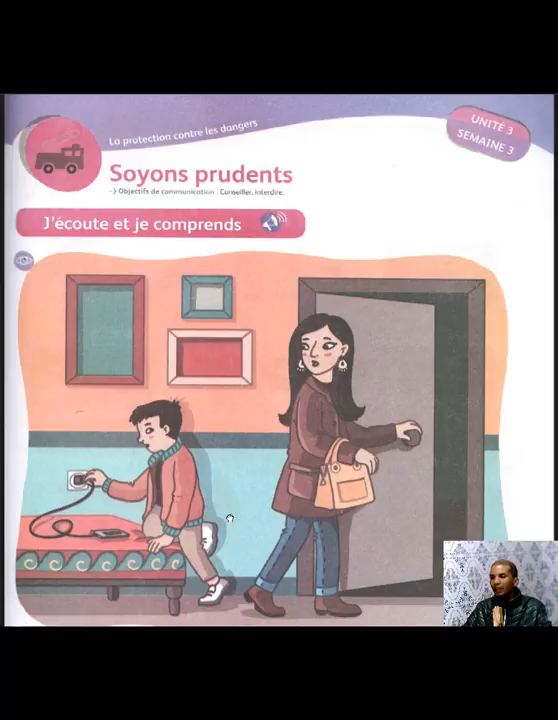 La protection contre les dangers
UNITÉ 3
SEMAINE 3
Soyons prudents
Objectifs de communication : Conseiller, interdire.
J'écoute et je comprends